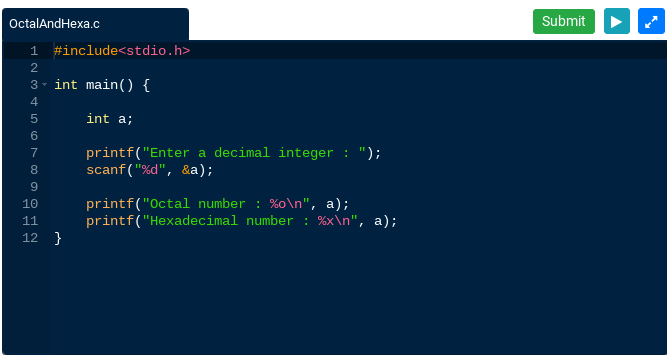 OctalAndHexa.c
Submit
1 #include<stdio.h>
2
3 int main() {
4
5     int a;
6
7     printf("Enter a decimal integer : ");
8     scanf("%d", &a);
9
10     printf("Octal number : %o\n", a);
11     printf("Hexadecimal number : %x\n", a);
12 }